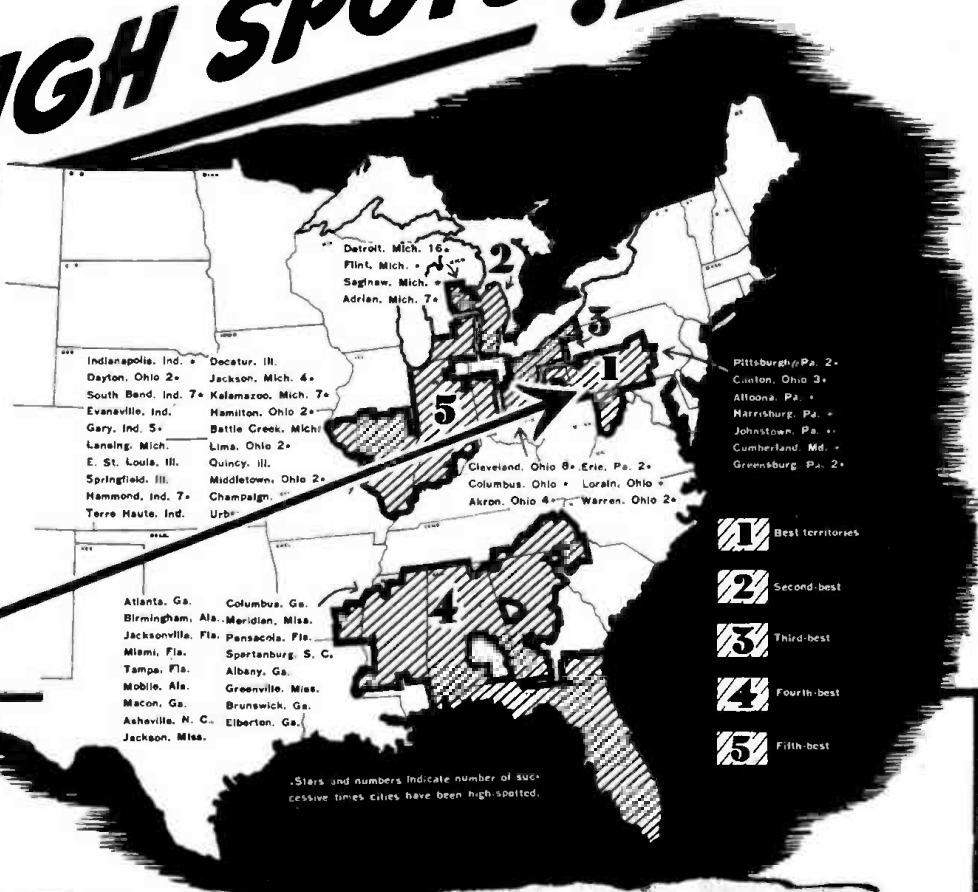 IGH SPOTS
Detroit, Mich. 16*
Flint, Mich. *
Saginaw, Mich. *
Adrian, Mich. 7*
2
3
1
5
4
Indianapolis, Ind. * Decatur, Ill.
Dayton, Ohio 2* Jackson, Mich. 4*
South Bend, Ind. 7* Kalamazoo, Mich. 7*
Evansville, Ind. Hamilton, Ohio 2*
Gary, Ind. 5* Battle Creek, Mich.
Lansing, Mich. Lima, Ohio 2*
E. St. Louis, Ill. Quincy, Ill.
Springfield, Ill. Middletown, Ohio 2*
Hammond, Ind. 7* Champaign,
Terre Haute, Ind. Urb
Pittsburgh, Pa. 2*
Canton, Ohio 3*
Altoona, Pa. *
Harrisburg, Pa. *
Johnstown, Pa. *
Cumberland, Md. *
Greensburg, Pa. 2*
Cleveland, Ohio 8* Erie, Pa. 2*
Columbus, Ohio * Lorain, Ohio *
Akron, Ohio 4* Warren, Ohio 2*
Atlanta, Ga. Columbus, Ga.
Birmingham, Ala. Meridian, Miss.
Jacksonville, Fla. Pensacola, Fla.
Miami, Fla. Spartanburg, S. C.
Tampa, Fla. Albany, Ga.
Mobile, Ala. Greenville, Miss.
Macon, Ga. Brunswick, Ga.
Asheville, N. C. Elberton, Ga.
Jackson, Miss.
1 Best territories
2 Second-best
3 Third-best
4 Fourth-best
5 Fifth-best
*Stars and numbers indicate number of suc-
cessive times cities have been high-spotted.